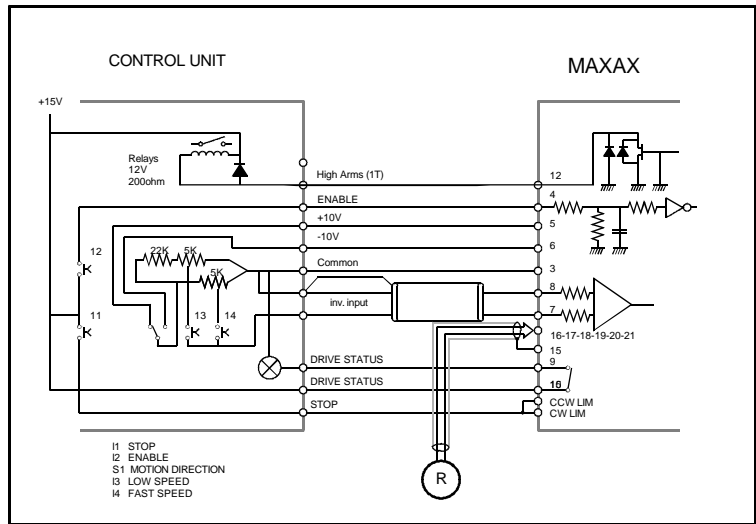 CONTROL UNIT
MAXAX
+15V
Relays
12V
200ohm
High Arms (1T)
12
ENABLE
4
+10V
5
-10V
6
12
22K
5K
5K
Common
3
inv. input
8
7
11
13
14
16-17-18-19-20-21
15
DRIVE STATUS
9
DRIVE STATUS
10
STOP
CCW LIM
CW LIM
I1 STOP
I2 ENABLE
S1 MOTION DIRECTION
I3 LOW SPEED
I4 FAST SPEED
R